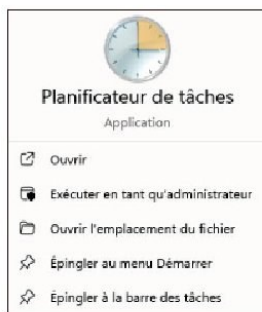 Planificateur de tâches
Application
Ouvrir
Exécuter en tant qu'administrateur
Ouvrir l'emplacement du fichier
Épingler au menu Démarrer
Épingler à la barre des tâches